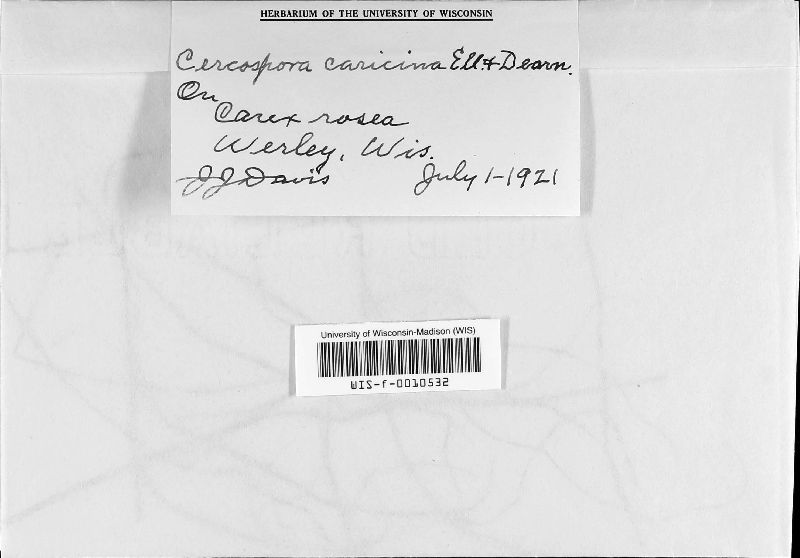 HERBARIUM OF THE UNIVERSITY OF WISCONSIN
Cercospora caricina Ell.& Dearn.
On
Carex rosea
Werley, Wis.
JJ Davis July 1-1921
University of Wisconsin-Madison (WIS)
WIS-f-0010532